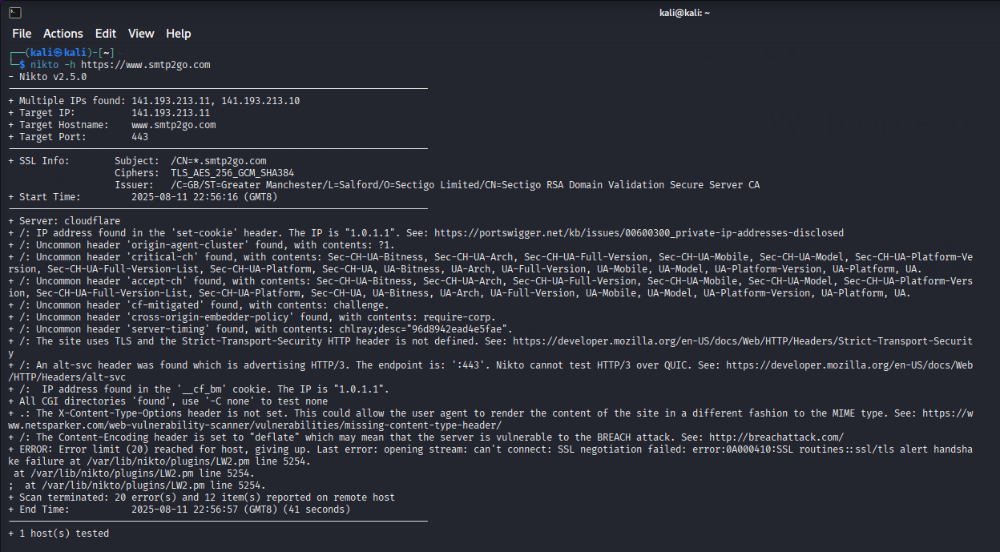 kali@kali: ~
File Actions Edit View Help
(kali㉿kali)-[~]
$ nikto -h https://www.smtp2go.com
- Nikto v2.5.0
+ Multiple IPs found: 141.193.213.11, 141.193.213.10
+ Target IP: 141.193.213.11
+ Target Hostname: www.smtp2go.com
+ Target Port: 443
+ SSL Info: Subject: /CN=*.smtp2go.com
Ciphers: TLS_AES_256_GCM_SHA384
Issuer: /C=GB/ST=Greater Manchester/L=Salford/O=Sectigo Limited/CN=Sectigo RSA Domain Validation Secure Server CA
+ Start Time: 2025-08-11 22:56:16 (GMT8)
+ Server: cloudflare
+ /: IP address found in the 'set-cookie' header. The IP is "1.0.1.1". See: https://portswigger.net/kb/issues/00600300_private-ip-addresses-disclosed
+ /: Uncommon header 'origin-agent-cluster' found, with contents: ?1.
+ /: Uncommon header 'critical-ch' found, with contents: Sec-CH-UA-Bitness, Sec-CH-UA-Arch, Sec-CH-UA-Full-Version, Sec-CH-UA-Mobile, Sec-CH-UA-Model, Sec-CH-UA-Platform-Ve
rsion, Sec-CH-UA-Full-Version-List, Sec-CH-UA-Platform, Sec-CH-UA, UA-Bitness, UA-Arch, UA-Full-Version, UA-Mobile, UA-Model, UA-Platform-Version, UA-Platform, UA.
+ /: Uncommon header 'accept-ch' found, with contents: Sec-CH-UA-Bitness, Sec-CH-UA-Arch, Sec-CH-UA-Full-Version, Sec-CH-UA-Mobile, Sec-CH-UA-Model, Sec-CH-UA-Platform-Vers
ion, Sec-CH-UA-Full-Version-List, Sec-CH-UA-Platform, Sec-CH-UA, UA-Bitness, UA-Arch, UA-Full-Version, UA-Mobile, UA-Model, UA-Platform-Version, UA-Platform, UA.
+ /: Uncommon header 'cf-mitigated' found, with contents: challenge.
+ /: Uncommon header 'cross-origin-embedder-policy' found, with contents: require-corp.
+ /: Uncommon header 'server-timing' found, with contents: chlray;desc="96d8942ead4e5fae".
+ /: The site uses TLS and the Strict-Transport-Security HTTP header is not defined. See: https://developer.mozilla.org/en-US/docs/Web/HTTP/Headers/Strict-Transport-Securit
y
+ /: An alt-svc header was found which is advertising HTTP/3. The endpoint is: ':443'. Nikto cannot test HTTP/3 over QUIC. See: https://developer.mozilla.org/en-US/docs/Web
/HTTP/Headers/alt-svc
+ /: IP address found in the '__cf_bm' cookie. The IP is "1.0.1.1".
+ All CGI directories 'found', use '-C none' to test none
+ .: The X-Content-Type-Options header is not set. This could allow the user agent to render the content of the site in a different fashion to the MIME type. See: https://w
ww.netsparker.com/web-vulnerability-scanner/vulnerabilities/missing-content-type-header/
+ /: The Content-Encoding header is set to "deflate" which may mean that the server is vulnerable to the BREACH attack. See: http://breachattack.com/
+ ERROR: Error limit (20) reached for host, giving up. Last error: opening stream: can't connect: SSL negotiation failed: error:0A000410:SSL routines::ssl/tls alert handsha
ke failure at /var/lib/nikto/plugins/LW2.pm line 5254.
at /var/lib/nikto/plugins/LW2.pm line 5254.
; at /var/lib/nikto/plugins/LW2.pm line 5254.
+ Scan terminated: 20 error(s) and 12 item(s) reported on remote host
+ End Time: 2025-08-11 22:56:57 (GMT8) (41 seconds)
+ 1 host(s) tested